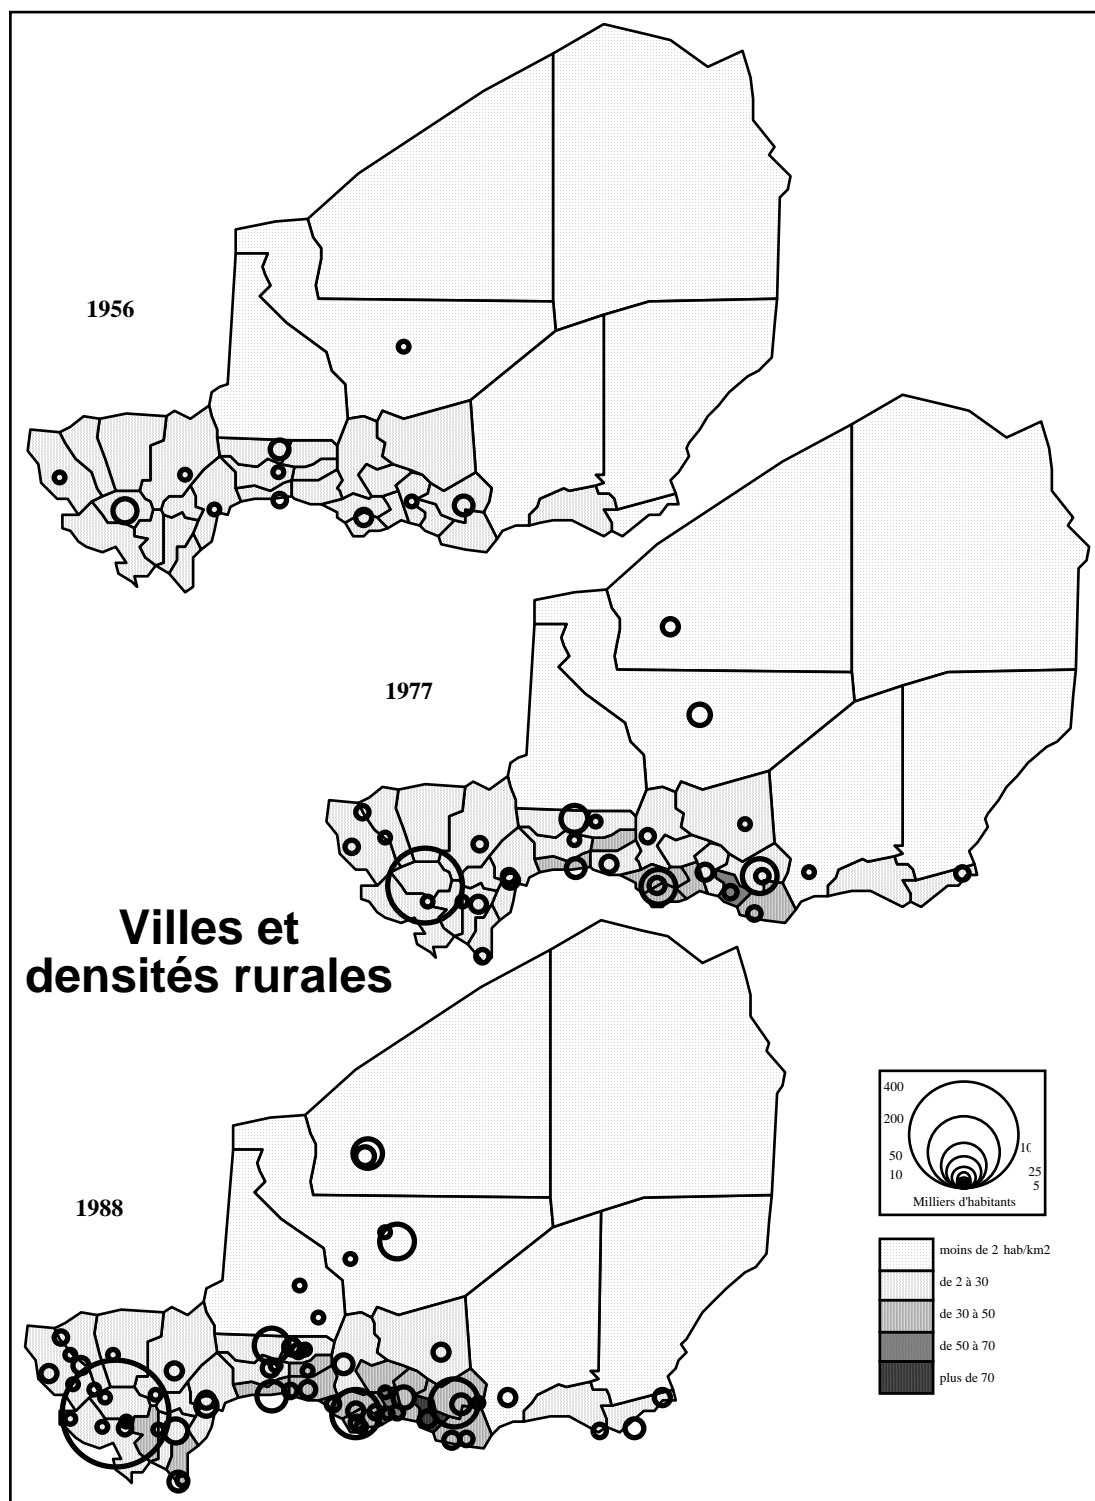 1956
1977
Villes et
densités rurales
1988
400
200
50
10
10
25
5
Milliers d'habitants
moins de 2 hab/km2
de 2 à 30
de 30 à 50
de 50 à 70
plus de 70